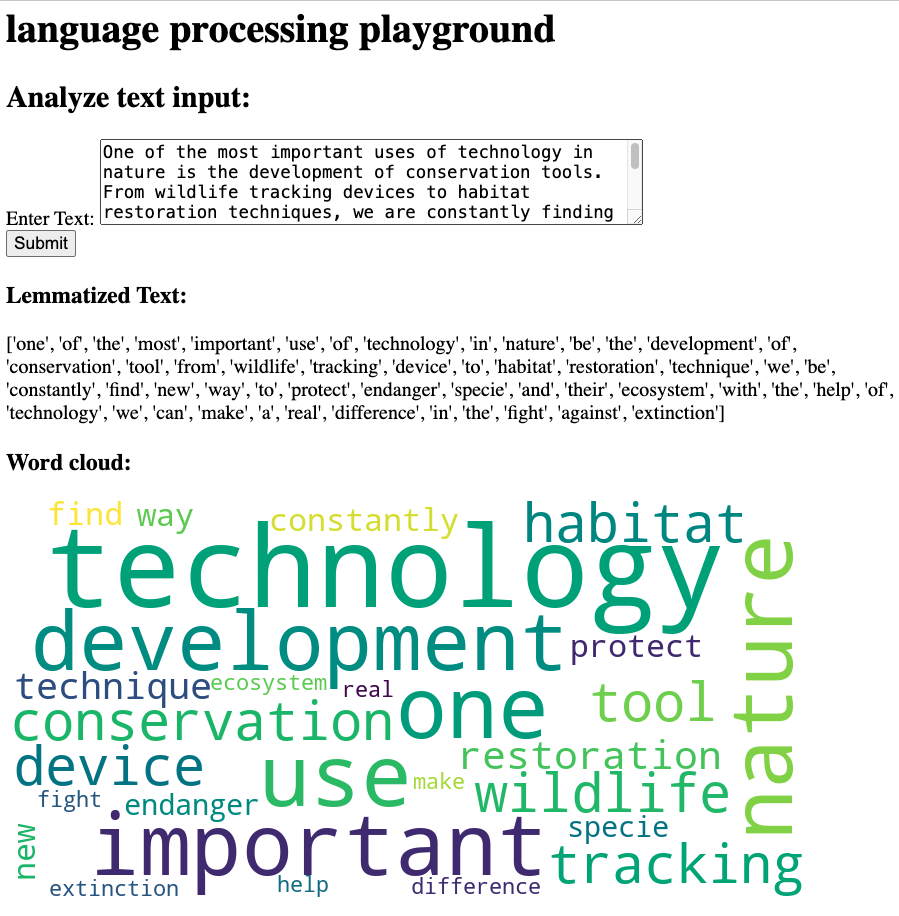 language processing playground
Analyze text input:
One of the most important uses of technology in
nature is the development of conservation tools.
From wildlife tracking devices to habitat
restoration techniques, we are constantly finding
Enter Text:
Submit
Lemmatized Text:
['one', 'of', 'the', 'most', 'important', 'use', 'of', 'technology', 'in', 'nature', 'be', 'the', 'development', 'of',
'conservation', 'tool', 'from', 'wildlife', 'tracking', 'device', 'to', 'habitat', 'restoration', 'technique', 'we', 'be',
'constantly', 'find', 'new', 'way', 'to', 'protect', 'endanger', 'specie', 'and', 'their', 'ecosystem', 'with', 'the', 'help', 'of',
'technology', 'we', 'can', 'make', 'a', 'real', 'difference', 'in', 'the', 'fight', 'against', 'extinction']
Word cloud:
find way constantly habitat
technology
nature
development protect
technique ecosystem real
conservation one tool
device use restoration
make wildlife
fight endanger
new important specie
tracking
extinction help difference